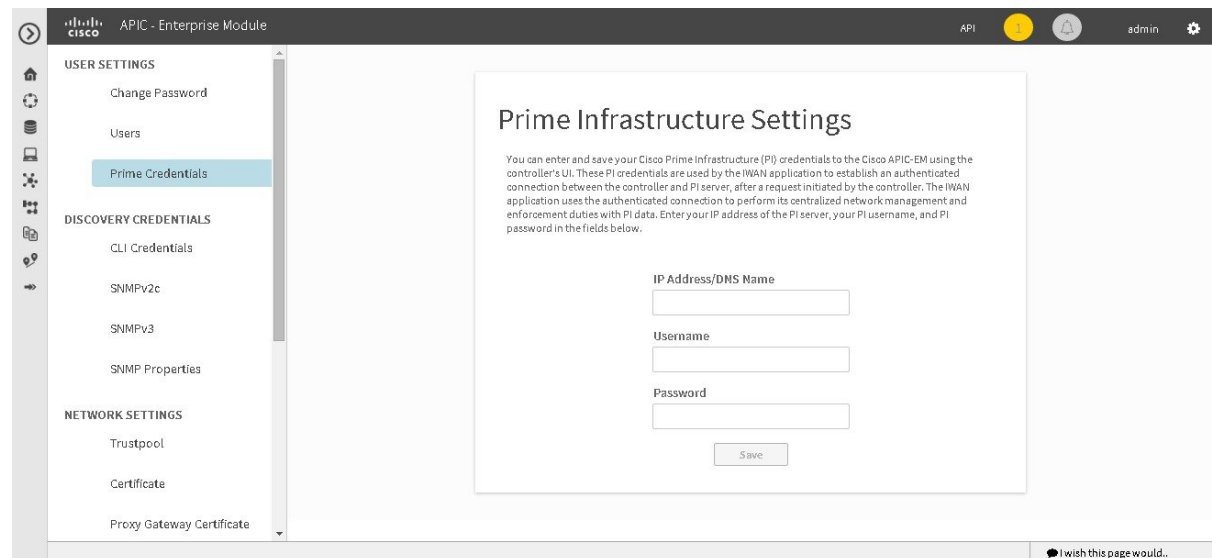 CISCO APIC - Enterprise Module
API 1 admin
USER SETTINGS
Change Password
Users
Prime Credentials
DISCOVERY CREDENTIALS
CLI Credentials
SNMPv2c
SNMPv3
SNMP Properties
NETWORK SETTINGS
Trustpool
Certificate
Proxy Gateway Certificate
Prime Infrastructure Settings
You can enter and save your Cisco Prime Infrastructure (PI) credentials to the Cisco APIC-EM using the
controller's UI. These PI credentials are used by the IWAN application to establish an authenticated
connection between the controller and PI server, after a request initiated by the controller. The IWAN
application uses the authenticated connection to perform its centralized network management and
enforcement duties with PI data. Enter your IP address of the PI server, your PI username, and PI
password in the fields below.
IP Address/DNS Name
Username
Password
Save
I wish this page would..